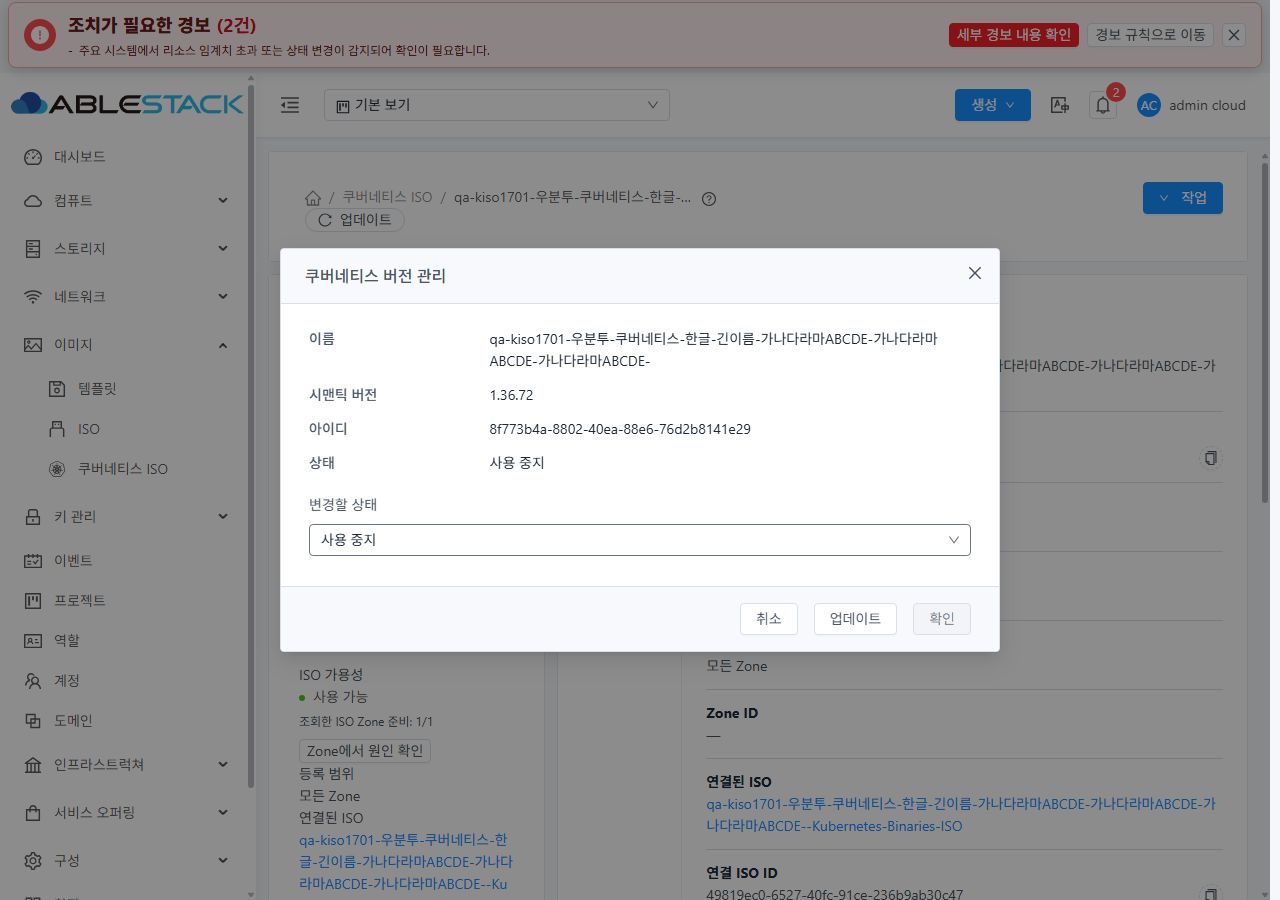 조치가 필요한 경보 (2건)
- 주요 시스템에서 리소스 임계치 초과 또는 상태 변경이 감지되어 확인이 필요합니다.
세부 경보 내용 확인
경보 규칙으로 이동
ABLESTACK
기본 보기
생성
2
AC admin cloud
대시보드
컴퓨트
스토리지
네트워크
이미지
템플릿
ISO
쿠버네티스 ISO
키 관리
이벤트
프로젝트
역할
계정
도메인
인프라스트럭쳐
서비스 오퍼링
구성
/ 쿠버네티스 ISO / qa-kiso1701-우분투-쿠버네티스-한글-...
업데이트
작업
쿠버네티스 버전 관리
이름
qa-kiso1701-우분투-쿠버네티스-한글-긴이름-가나다라마ABCDE-가나다라마
ABCDE-가나다라마ABCDE-
시맨틱 버전
1.36.72
아이디
8f773b4a-8802-40ea-88e6-76d2b8141e29
상태
사용 중지
변경할 상태
사용 중지
취소
업데이트
확인
다라마ABCDE-가나다라마ABCDE-가
ISO 가용성
사용 가능
조회한 ISO Zone 준비: 1/1
Zone에서 원인 확인
등록 범위
모든 Zone
연결된 ISO
qa-kiso1701-우분투-쿠버네티스-한
글-긴이름-가나다라마ABCDE-가나다
라마ABCDE-가나다라마ABCDE--Ku
모든 Zone
Zone ID
—
연결된 ISO
qa-kiso1701-우분투-쿠버네티스-한글-긴이름-가나다라마ABCDE-가나다라마ABCDE-가
나다라마ABCDE--Kubernetes-Binaries-ISO
연결 ISO ID
49819ec0-6527-40fc-91ce-236b9ab30c47